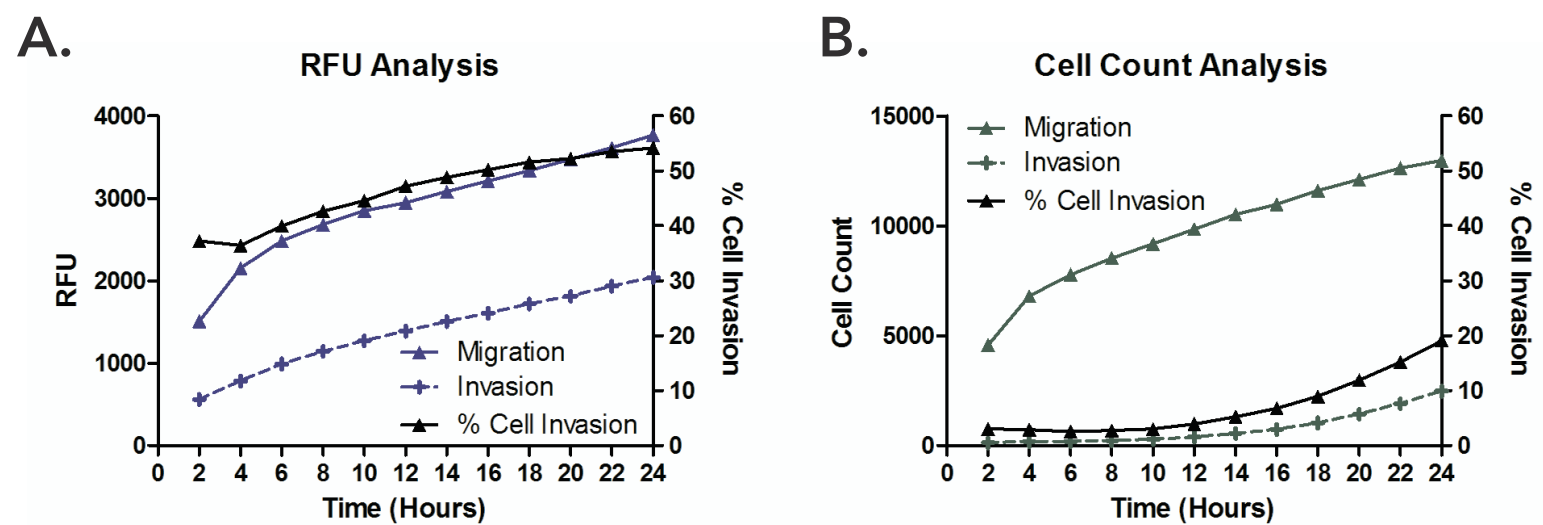 A.
RFU Analysis
4000
3000
2000
1000
0
RFU
60
50
40
30
20
10
0
% Cell Invasion
Migration
Invasion
% Cell Invasion
0 2 4 6 8 10 12 14 16 18 20 22 24
Time (Hours)
B.
Cell Count Analysis
15000
10000
5000
0
Cell Count
60
50
40
30
20
10
0
% Cell Invasion
Migration
Invasion
% Cell Invasion
0 2 4 6 8 10 12 14 16 18 20 22 24
Time (Hours)